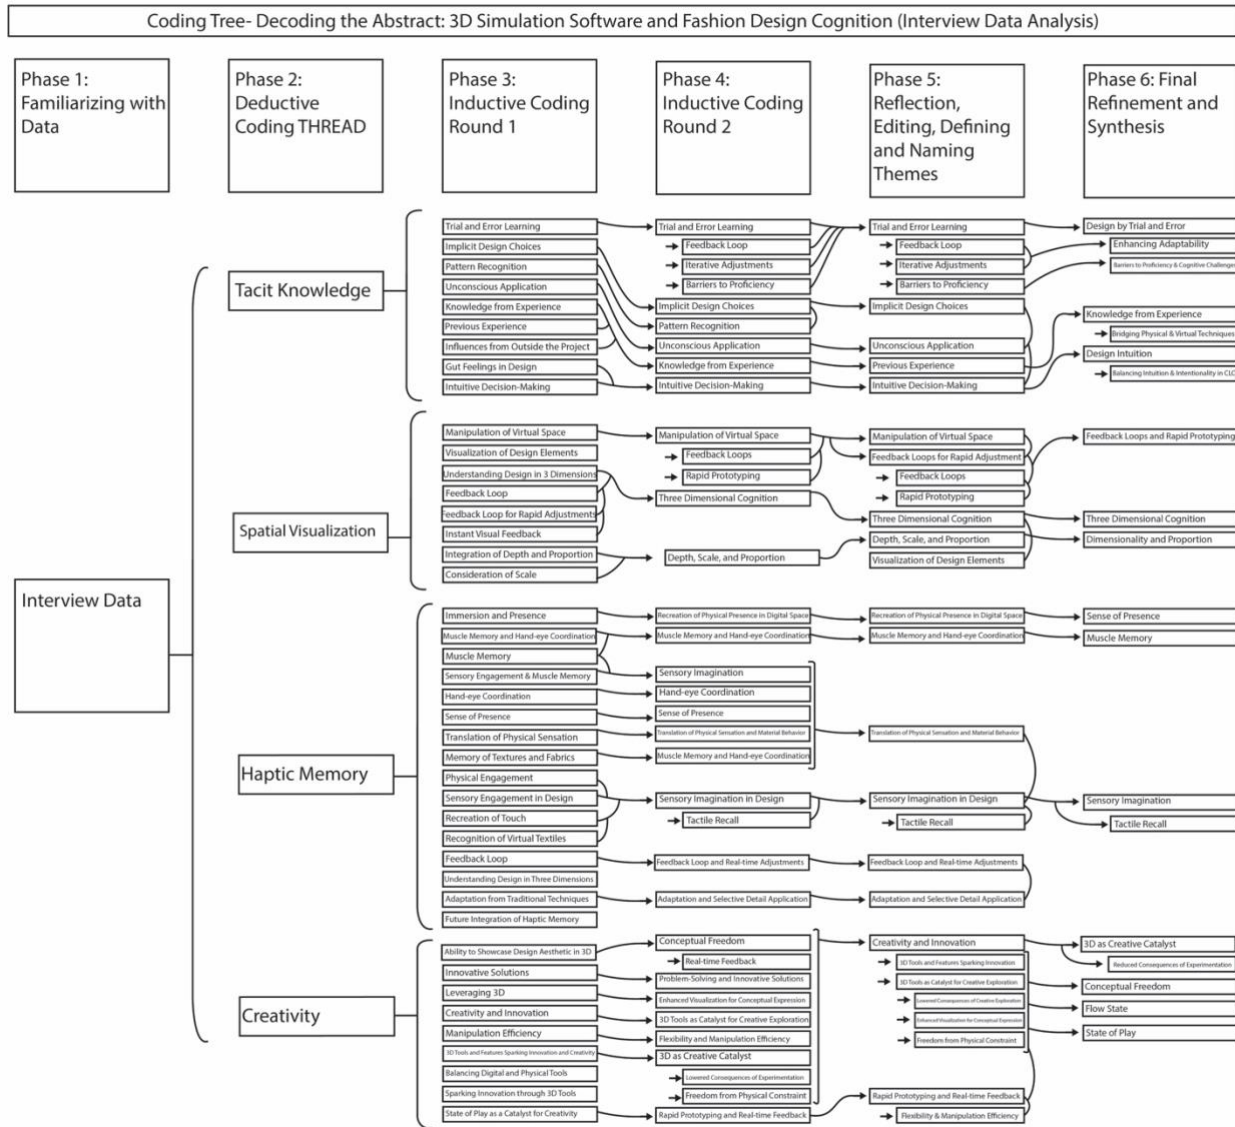 Coding Tree- Decoding the Abstract: 3D Simulation Software and Fashion Design Cognition (Interview Data Analysis)
Phase 1:
Familiarizing with
Data
Phase 2:
Deductive
Coding THREAD
Phase 3:
Inductive Coding
Round 1
Phase 4:
Inductive Coding
Round 2
Phase 5:
Reflection,
Editing, Defining
and Naming
Themes
Phase 6: Final
Refinement and
Synthesis
Interview Data
Tacit Knowledge
Trial and Error Learning
Implicit Design Choices
Pattern Recognition
Unconscious Application
Knowledge from Experience
Previous Experience
Influences from Outside the Project
Gut Feelings in Design
Intuitive Decision-Making
Trial and Error Learning
Feedback Loop
Iterative Adjustments
Barriers to Proficiency
Implicit Design Choices
Pattern Recognition
Unconscious Application
Knowledge from Experience
Intuitive Decision-Making
Trial and Error Learning
Feedback Loop
Iterative Adjustments
Barriers to Proficiency
Implicit Design Choices
Unconscious Application
Previous Experience
Intuitive Decision-Making
Design by Trial and Error
Enhancing Adaptability
Barriers to Proficiency & Cognitive Challenges
Knowledge from Experience
Bridging Physical & Virtual Techniques
Design Intuition
Balancing Intuition & Intentionality in CLO
Spatial Visualization
Manipulation of Virtual Space
Visualization of Design Elements
Understanding Design in 3 Dimensions
Feedback Loop
Feedback Loop for Rapid Adjustments
Instant Visual Feedback
Integration of Depth and Proportion
Consideration of Scale
Manipulation of Virtual Space
Feedback Loops
Rapid Prototyping
Three Dimensional Cognition
Depth, Scale, and Proportion
Manipulation of Virtual Space
Feedback Loops for Rapid Adjustment
Feedback Loops
Rapid Prototyping
Three Dimensional Cognition
Depth, Scale, and Proportion
Visualization of Design Elements
Feedback Loops and Rapid Prototyping
Three Dimensional Cognition
Dimensionality and Proportion
Haptic Memory
Immersion and Presence
Muscle Memory and Hand-eye Coordination
Muscle Memory
Sensory Engagement & Muscle Memory
Hand-eye Coordination
Sense of Presence
Translation of Physical Sensation
Memory of Textures and Fabrics
Physical Engagement
Sensory Engagement in Design
Recreation of Touch
Recognition of Virtual Textiles
Feedback Loop
Understanding Design in Three Dimensions
Adaptation from Traditional Techniques
Future Integration of Haptic Memory
Recreation of Physical Presence in Digital Space
Muscle Memory and Hand-eye Coordination
Sensory Imagination
Hand-eye Coordination
Sense of Presence
Translation of Physical Sensation and Material Behavior
Muscle Memory and Hand-eye Coordination
Sensory Imagination in Design
Tactile Recall
Feedback Loop and Real-time Adjustments
Adaptation and Selective Detail Application
Recreation of Physical Presence in Digital Space
Muscle Memory and Hand-eye Coordination
Translation of Physical Sensation and Material Behavior
Sensory Imagination in Design
Tactile Recall
Feedback Loop and Real-time Adjustments
Adaptation and Selective Detail Application
Sense of Presence
Muscle Memory
Sensory Imagination
Tactile Recall
Creativity
Ability to Showcase Design Aesthetic in 3D
Innovative Solutions
Leveraging 3D
Creativity and Innovation
Manipulation Efficiency
3D Tools and Features Sparking Innovation and Creativity
Balancing Digital and Physical Tools
Sparking Innovation through 3D Tools
State of Play as a Catalyst for Creativity
Conceptual Freedom
Real-time Feedback
Problem-Solving and Innovative Solutions
Enhanced Visualization for Conceptual Expression
3D Tools as Catalyst for Creative Exploration
Flexibility and Manipulation Efficiency
3D as Creative Catalyst
Lowered Consequences of Experimentation
Freedom from Physical Constraint
Rapid Prototyping and Real-time Feedback
Creativity and Innovation
3D Tools and Features Sparking Innovation
3D Tools as Catalyst for Creative Exploration
Lowered Consequences of Creative Exploration
Enhanced Visualization for Conceptual Expression
Freedom from Physical Constraint
Rapid Prototyping and Real-time Feedback
Flexibility & Manipulation Efficiency
3D as Creative Catalyst
Reduced Consequences of Experimentation
Conceptual Freedom
Flow State
State of Play